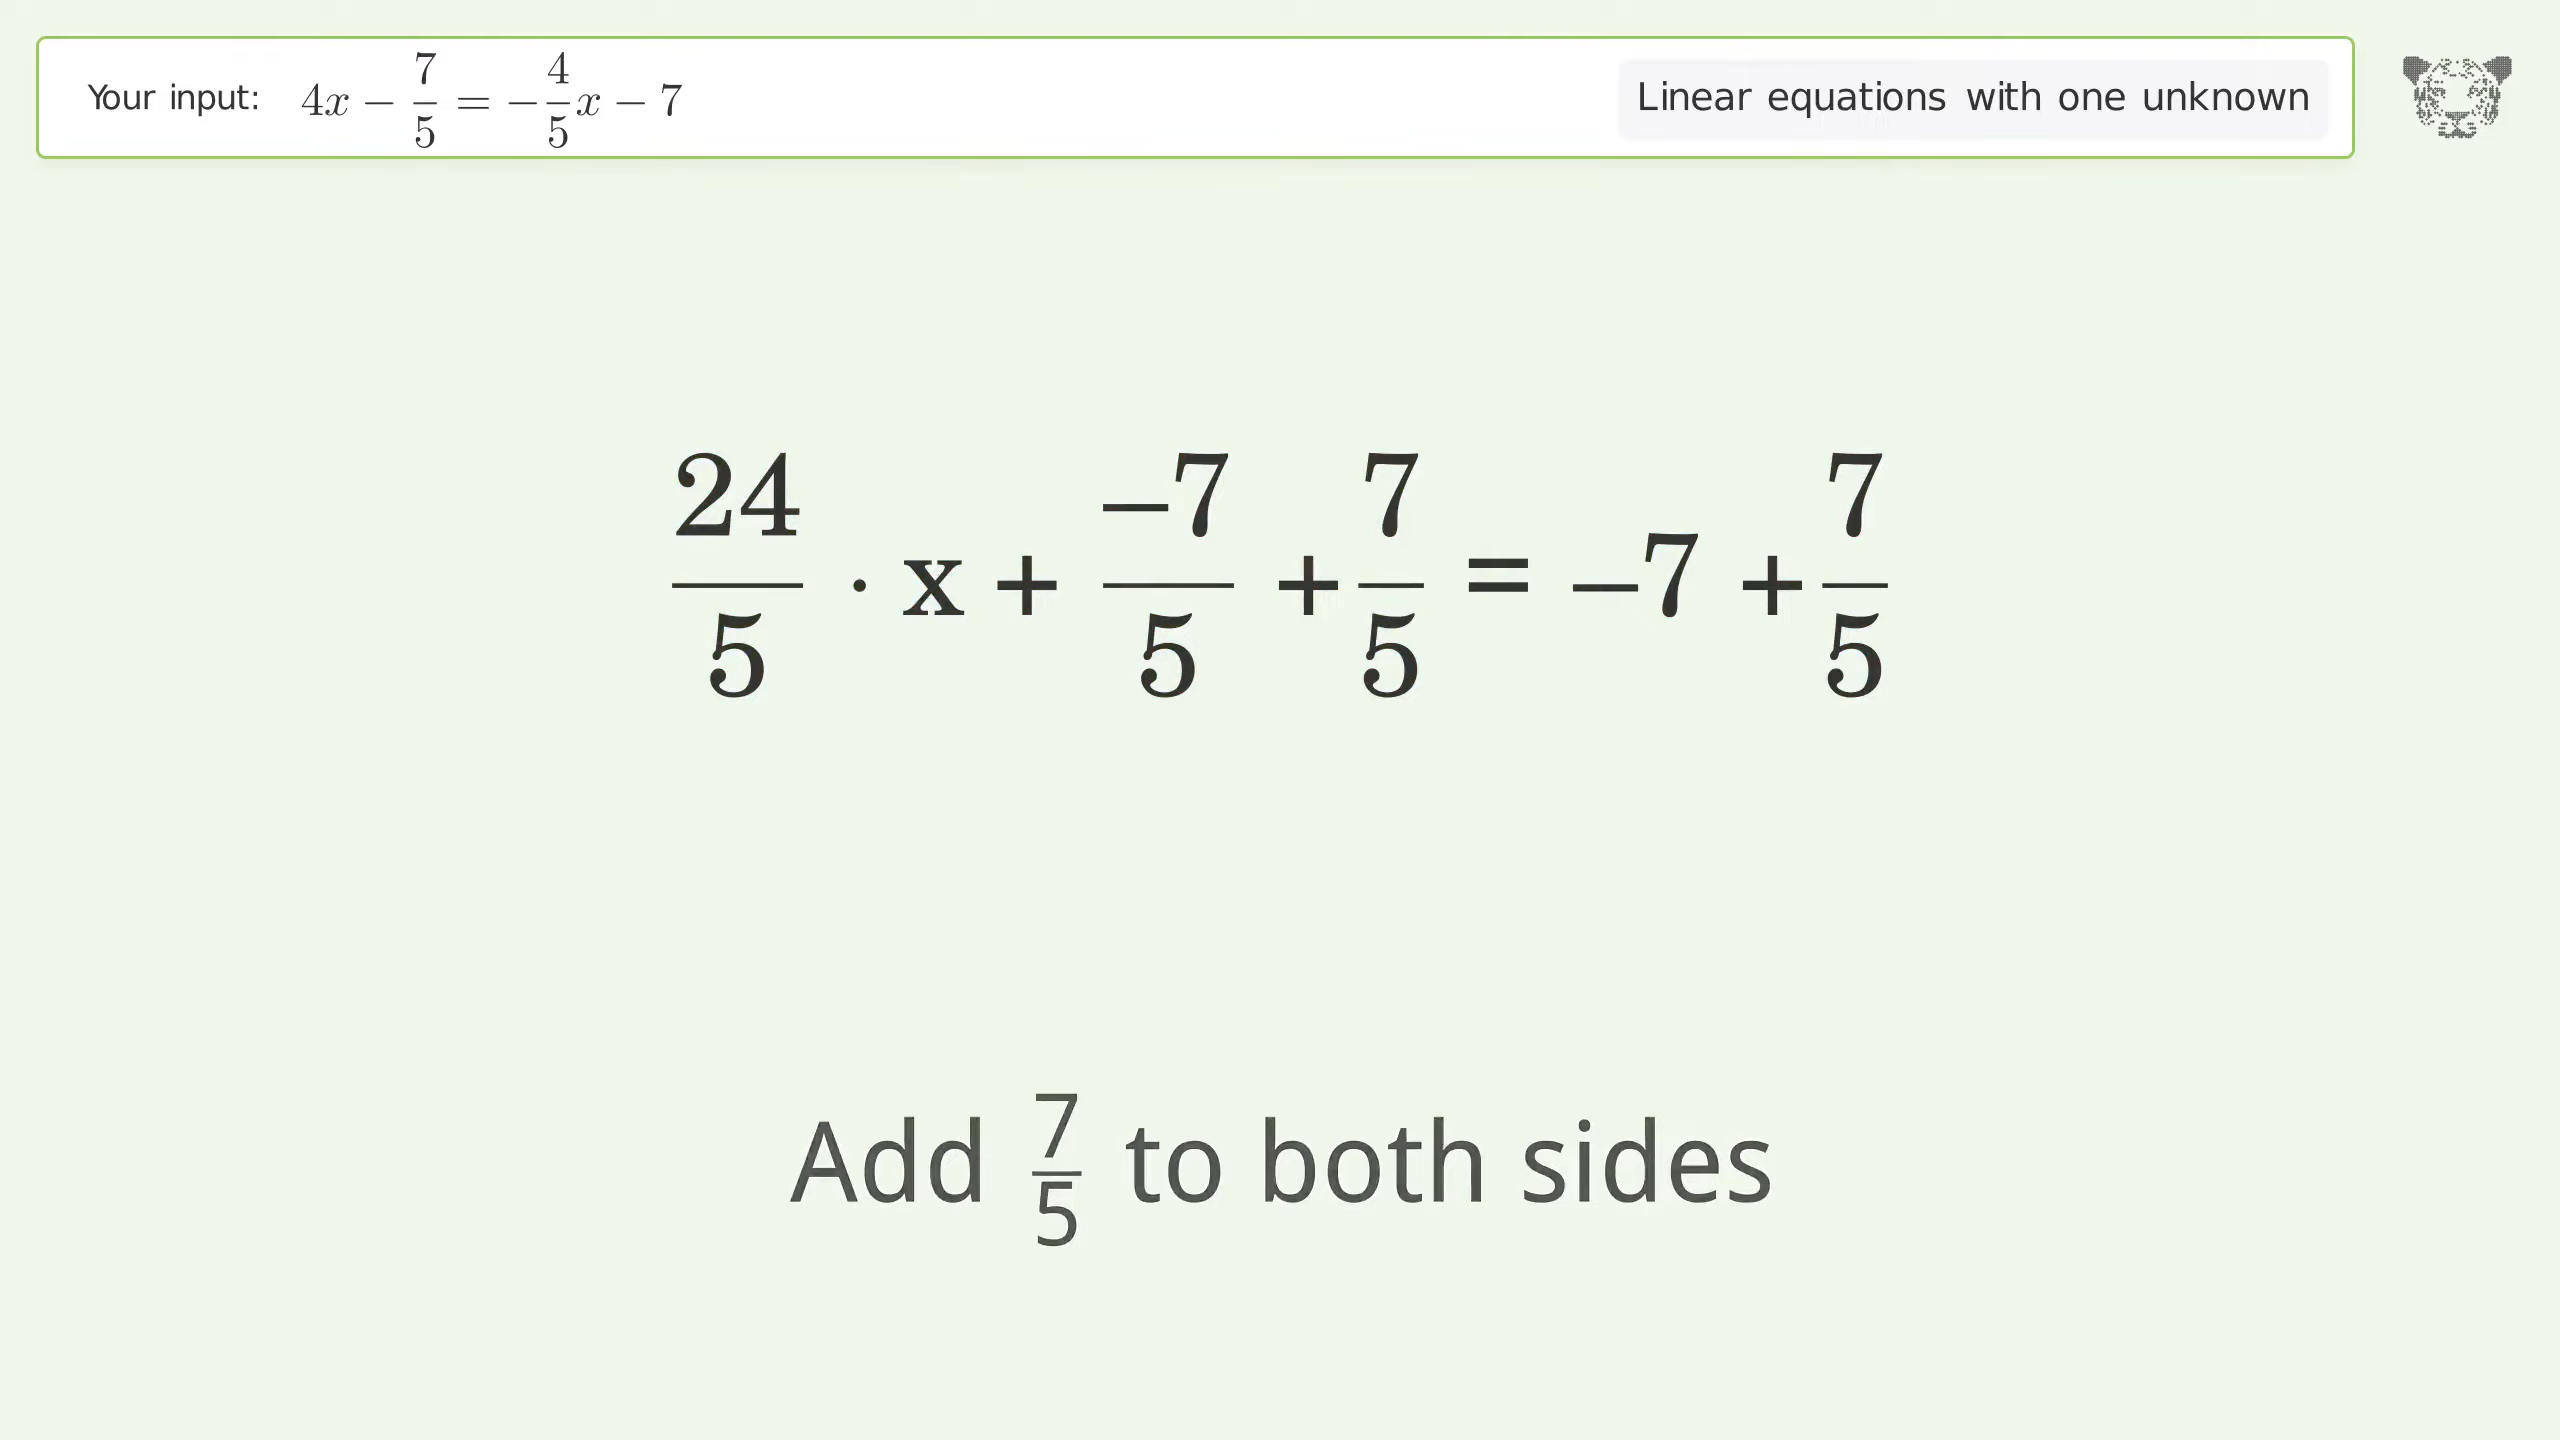 Your input: 4x − 7/5 = −4/5x − 7
Linear equations with one unknown
24/5 · x + −7/5 + 7/5 = −7 + 7/5
Add 7/5 to both sides